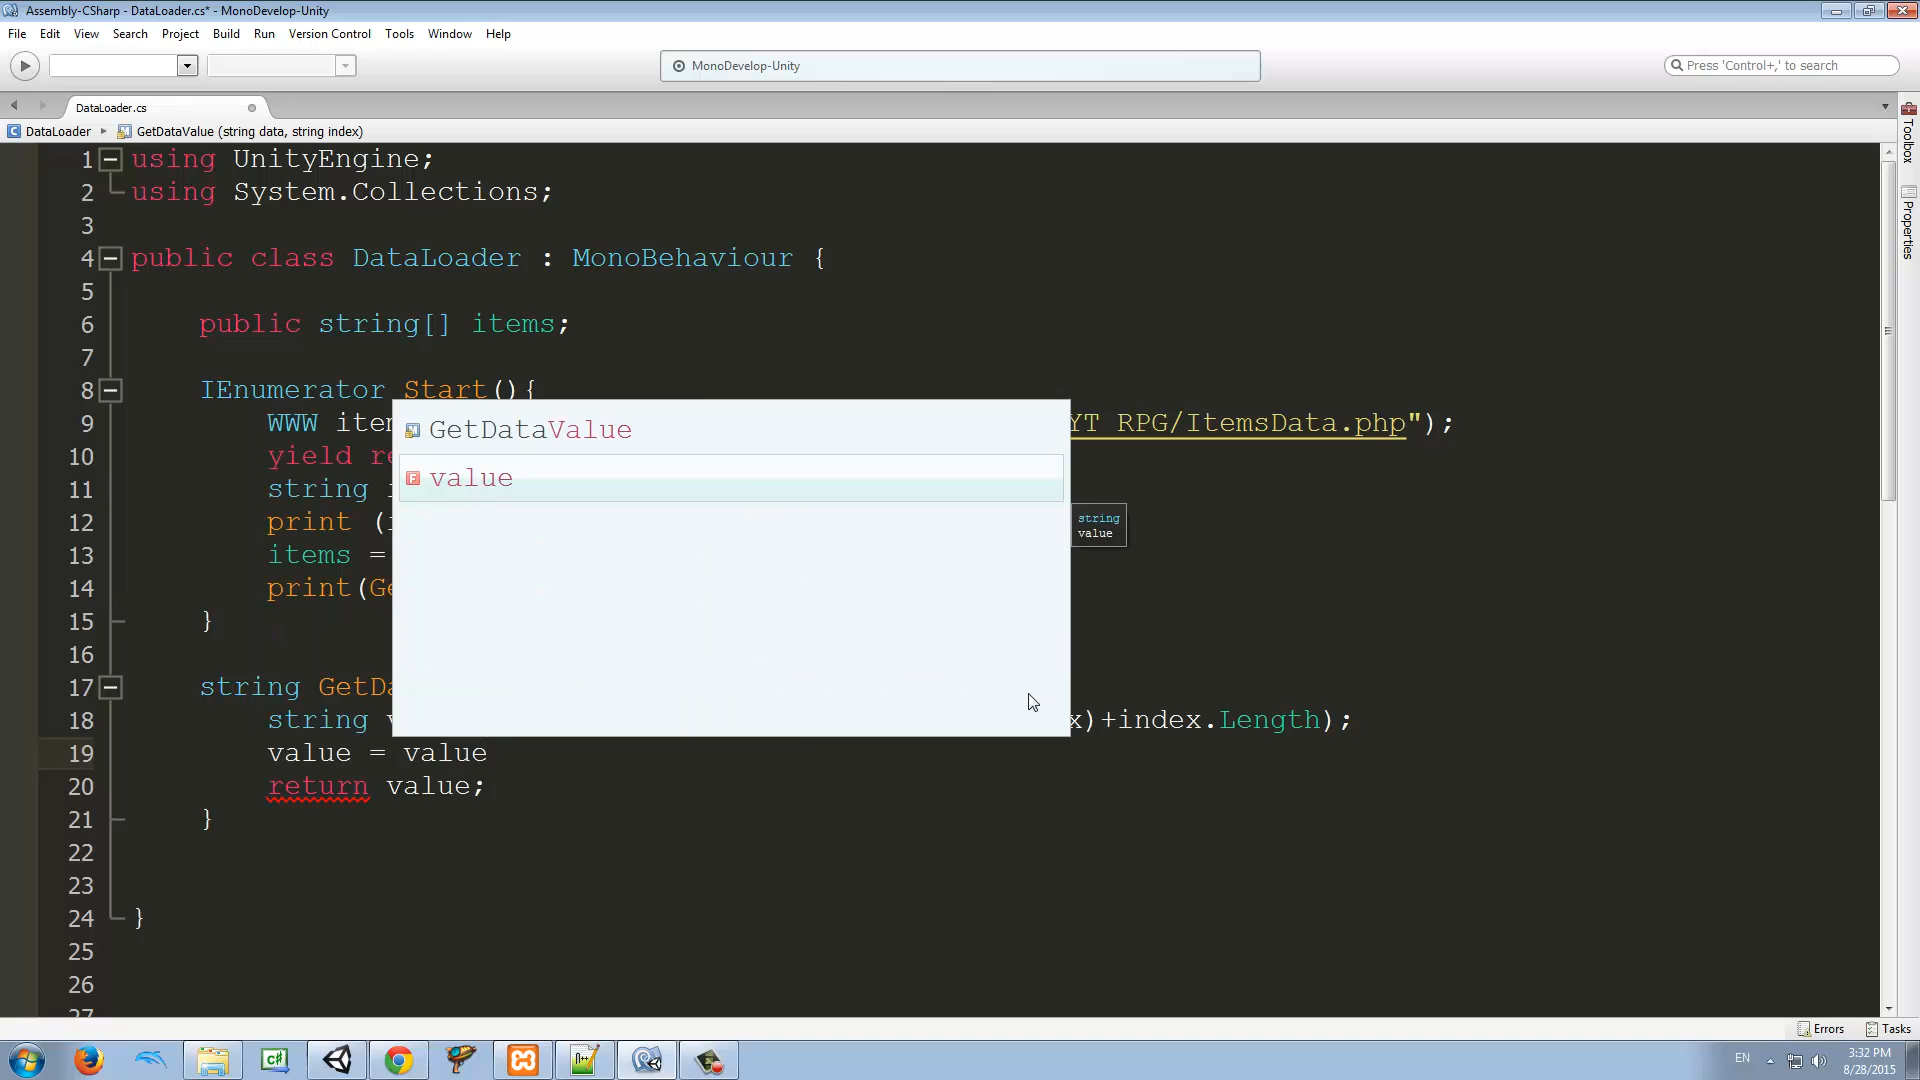 Assembly-CSharp - DataLoader.cs* - MonoDevelop-Unity
File Edit View Search Project Build Run Version Control Tools Window Help
MonoDevelop-Unity
Press 'Control+,' to search
DataLoader.cs
DataLoader GetDataValue (string data, string index)
Toolbox
Properties
1 using UnityEngine;
2 using System.Collections;
3
4 public class DataLoader : MonoBehaviour {
5
6 public string[] items;
7
8 IEnumerator Start(){
9 WWW iten YT RPG/ItemsData.php");
10 yield re
11 string i
12 print (i
13 items =
14 print(Ge
15 }
16
17 string GetDa
18 string v x)+index.Length);
19 value = value
20 return value;
21 }
22
23
24 }
25
26
27
GetDataValue
value
string
value
Errors Tasks
EN
3:32 PM
8/28/2015